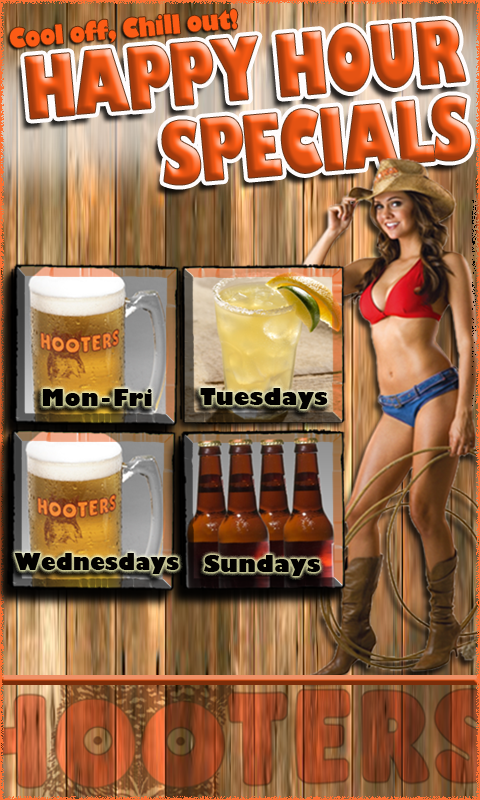 Cool off, Chill out!
HAPPY HOUR
SPECIALS
HOOTERS
Mon-Fri
Tuesdays
HOOTERS
Wednesdays
Sundays
HOOTERS